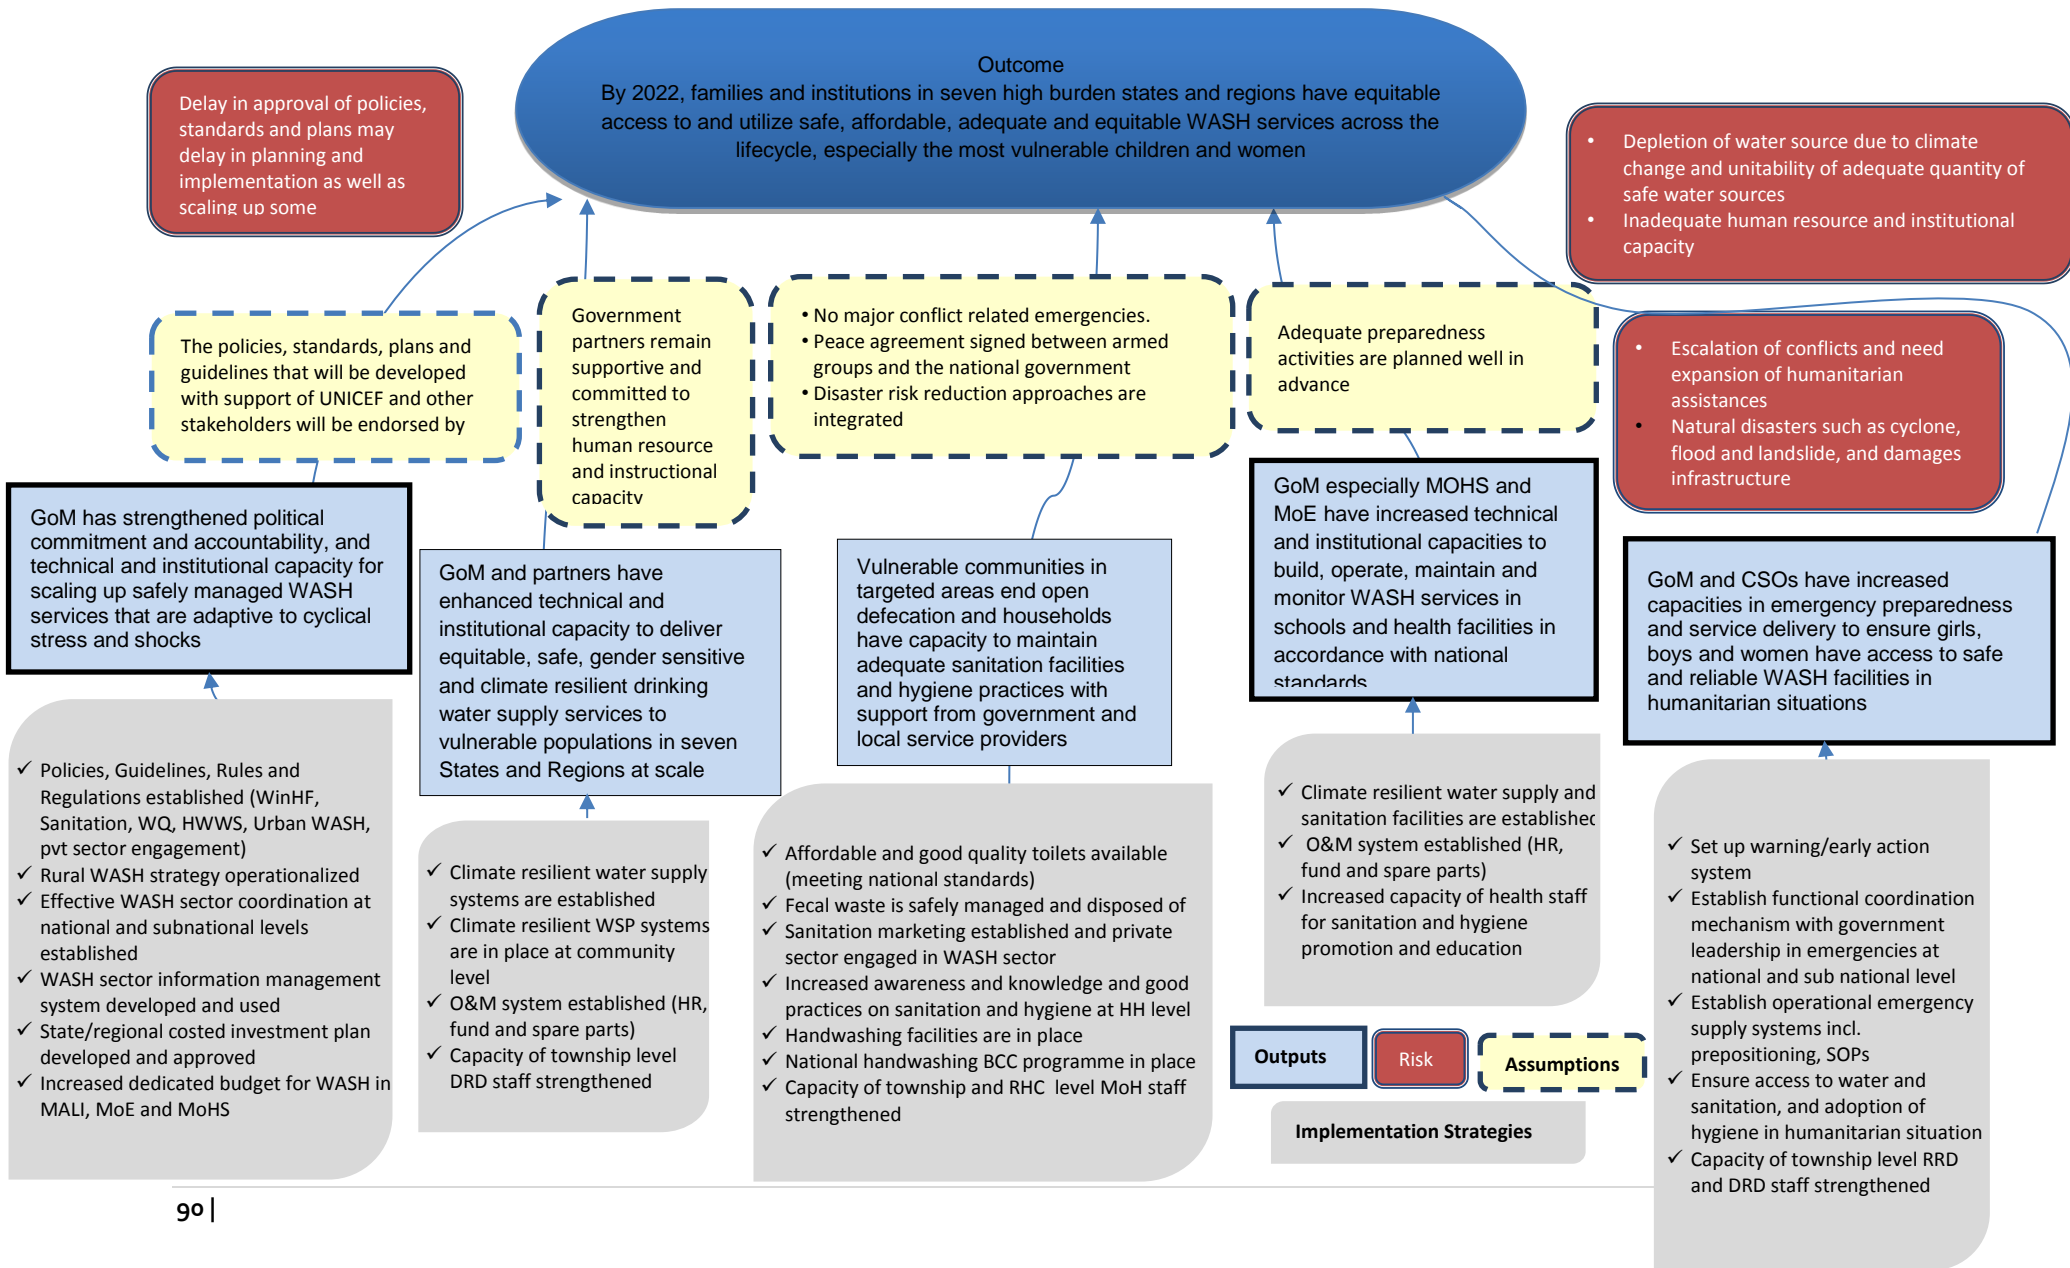 Outcome
By 2022, families and institutions in seven high burden states and regions have equitable
access to and utilize safe, affordable, adequate and equitable WASH services across the
lifecycle, especially the most vulnerable children and women
Delay in approval of policies,
standards and plans may
delay in planning and
implementation as well as
scaling up some
• Depletion of water source due to climate
change and unitability of adequate quantity of
safe water sources
• Inadequate human resource and institutional
capacity
The policies, standards, plans and
guidelines that will be developed
with support of UNICEF and other
stakeholders will be endorsed by
Government
partners remain
supportive and
committed to
strengthen
human resource
and instructional
capacity
• No major conflict related emergencies.
• Peace agreement signed between armed
groups and the national government
• Disaster risk reduction approaches are
integrated
Adequate preparedness
activities are planned well in
advance
• Escalation of conflicts and need
expansion of humanitarian
assistances
• Natural disasters such as cyclone,
flood and landslide, and damages
infrastructure
GoM has strengthened political
commitment and accountability, and
technical and institutional capacity for
scaling up safely managed WASH
services that are adaptive to cyclical
stress and shocks
GoM and partners have
enhanced technical and
institutional capacity to deliver
equitable, safe, gender sensitive
and climate resilient drinking
water supply services to
vulnerable populations in seven
States and Regions at scale
Vulnerable communities in
targeted areas end open
defecation and households
have capacity to maintain
adequate sanitation facilities
and hygiene practices with
support from government and
local service providers
GoM especially MOHS and
MoE have increased technical
and institutional capacities to
build, operate, maintain and
monitor WASH services in
schools and health facilities in
accordance with national
standards
GoM and CSOs have increased
capacities in emergency preparedness
and service delivery to ensure girls,
boys and women have access to safe
and reliable WASH facilities in
humanitarian situations
✓ Policies, Guidelines, Rules and
Regulations established (WinHF,
Sanitation, WQ, HWWS, Urban WASH,
pvt sector engagement)
✓ Rural WASH strategy operationalized
✓ Effective WASH sector coordination at
national and subnational levels
established
✓ WASH sector information management
system developed and used
✓ State/regional costed investment plan
developed and approved
✓ Increased dedicated budget for WASH in
MALI, MoE and MoHS
✓ Climate resilient water supply
systems are established
✓ Climate resilient WSP systems
are in place at community
level
✓ O&M system established (HR,
fund and spare parts)
✓ Capacity of township level
DRD staff strengthened
✓ Affordable and good quality toilets available
(meeting national standards)
✓ Fecal waste is safely managed and disposed of
✓ Sanitation marketing established and private
sector engaged in WASH sector
✓ Increased awareness and knowledge and good
practices on sanitation and hygiene at HH level
✓ Handwashing facilities are in place
✓ National handwashing BCC programme in place
✓ Capacity of township and RHC level MoH staff
strengthened
✓ Climate resilient water supply and
sanitation facilities are established
✓ O&M system established (HR,
fund and spare parts)
✓ Increased capacity of health staff
for sanitation and hygiene
promotion and education
✓ Set up warning/early action
system
✓ Establish functional coordination
mechanism with government
leadership in emergencies at
national and sub national level
✓ Establish operational emergency
supply systems incl.
prepositioning, SOPs
✓ Ensure access to water and
sanitation, and adoption of
hygiene in humanitarian situation
✓ Capacity of township level RRD
and DRD staff strengthened
Outputs
Risk
Assumptions
Implementation Strategies
90 |